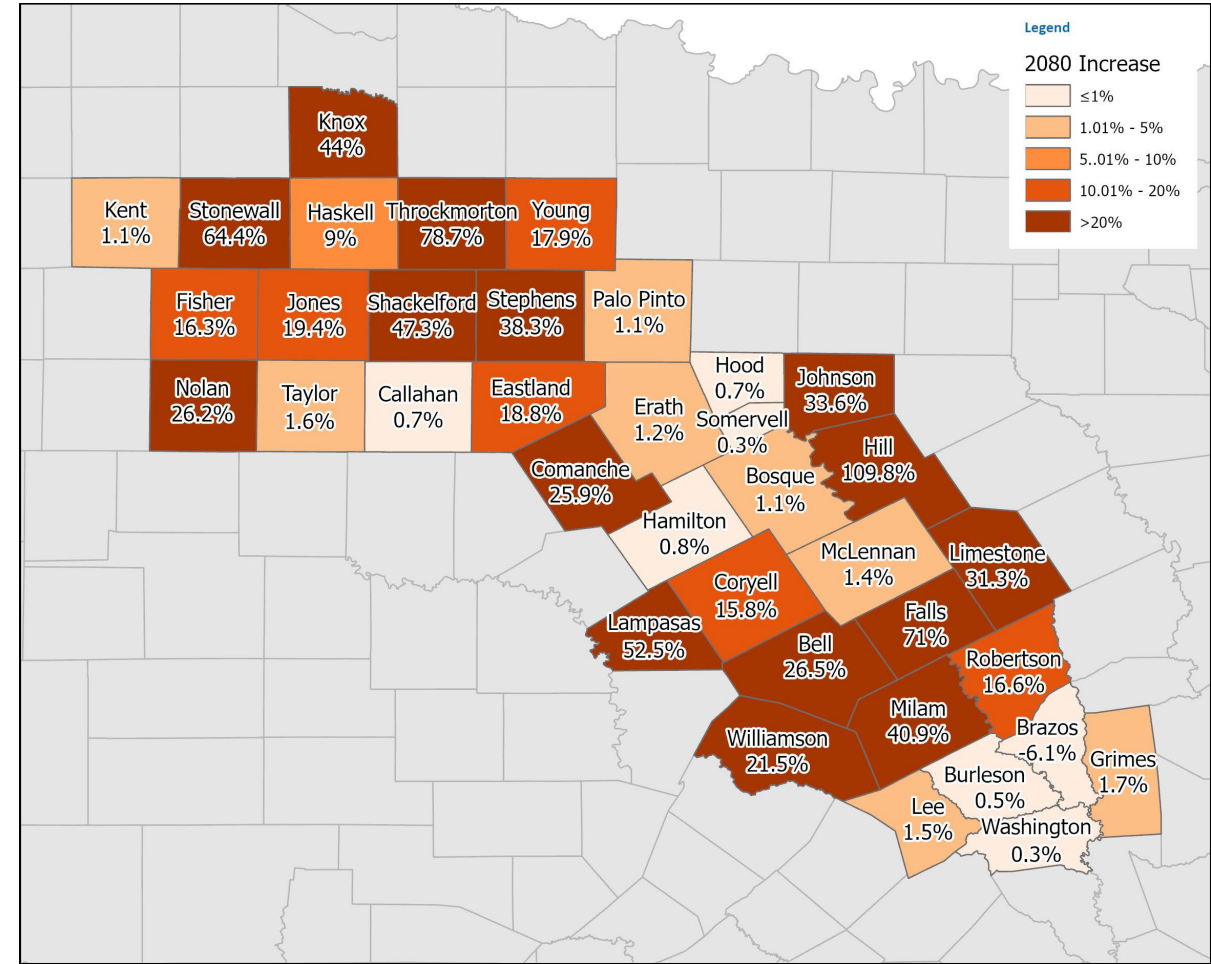 Legend
2080 Increase
≤1%
1.01% - 5%
5..01% - 10%
10.01% - 20%
>20%
Knox
44%
Kent
1.1%
Stonewall
64.4%
Haskell
9%
Throckmorton
78.7%
Young
17.9%
Fisher
16.3%
Jones
19.4%
Shackelford
47.3%
Stephens
38.3%
Palo Pinto
1.1%
Nolan
26.2%
Taylor
1.6%
Callahan
0.7%
Eastland
18.8%
Erath
1.2%
Hood
0.7%
Johnson
33.6%
Somervell
0.3%
Hill
109.8%
Comanche
25.9%
Bosque
1.1%
Hamilton
0.8%
McLennan
1.4%
Limestone
31.3%
Coryell
15.8%
Lampasas
52.5%
Falls
71%
Bell
26.5%
Robertson
16.6%
Milam
40.9%
Williamson
21.5%
Brazos
-6.1%
Grimes
1.7%
Burleson
0.5%
Lee
1.5%
Washington
0.3%